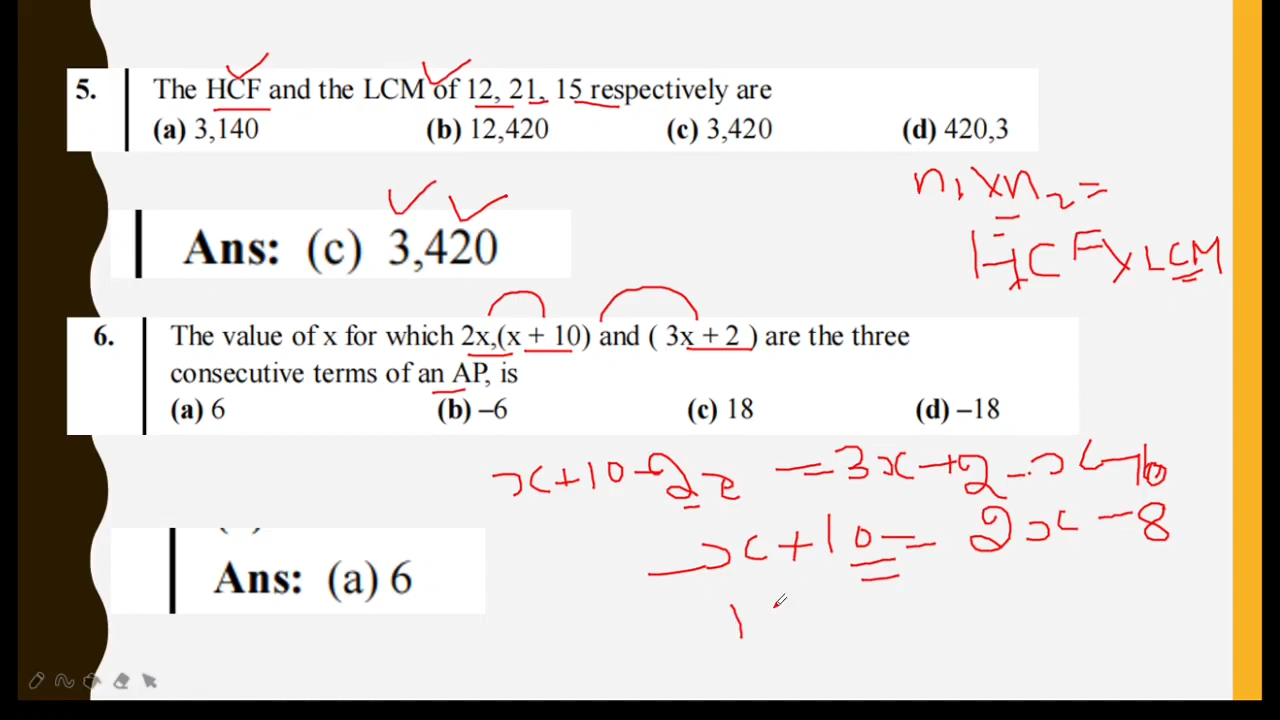 5. The HCF and the LCM of 12, 21, 15 respectively are
(a) 3,140 (b) 12,420 (c) 3,420 (d) 420,3
n₁ x n₂ =
HCF x LCM
Ans: (c) 3,420
6. The value of x for which 2x,(x + 10) and ( 3x + 2 ) are the three
consecutive terms of an AP, is
(a) 6 (b) –6 (c) 18 (d) –18
x+10-2x = 3x+2-x-10
-x+10 = 2x-8
Ans: (a) 6
1